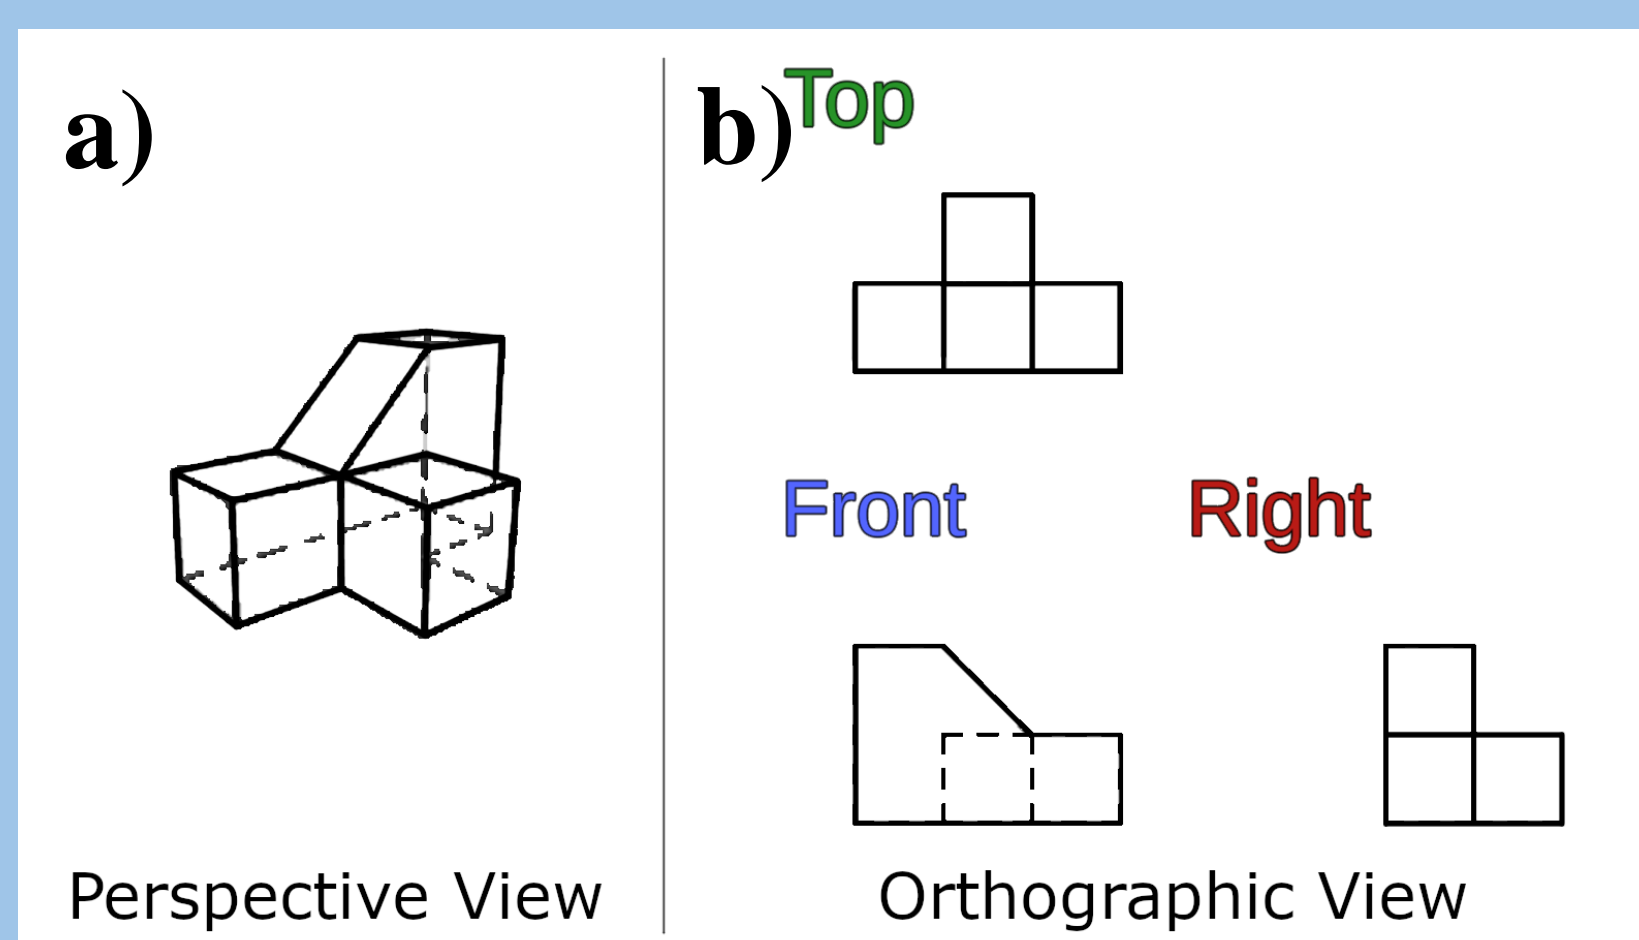 a)
b) Top
Front Right
Perspective View
Orthographic View